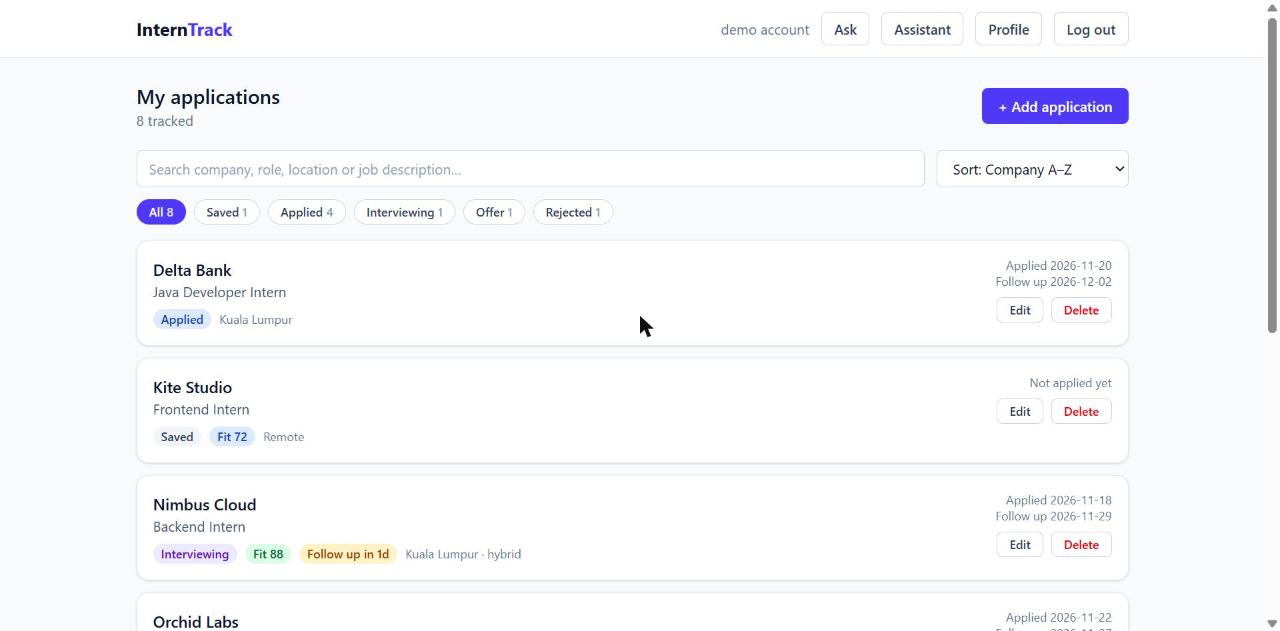 InternTrack
demo account Ask Assistant Profile Log out
My applications
8 tracked
+ Add application
Search company, role, location or job description...
Sort: Company A–Z
All 8 Saved 1 Applied 4 Interviewing 1 Offer 1 Rejected 1
Delta Bank
Java Developer Intern
Applied Kuala Lumpur
Applied 2026-11-20
Follow up 2026-12-02
Edit Delete
Kite Studio
Frontend Intern
Saved Fit 72 Remote
Not applied yet
Edit Delete
Nimbus Cloud
Backend Intern
Interviewing Fit 88 Follow up in 1d Kuala Lumpur · hybrid
Applied 2026-11-18
Follow up 2026-11-29
Edit Delete
Orchid Labs
Applied 2026-11-22